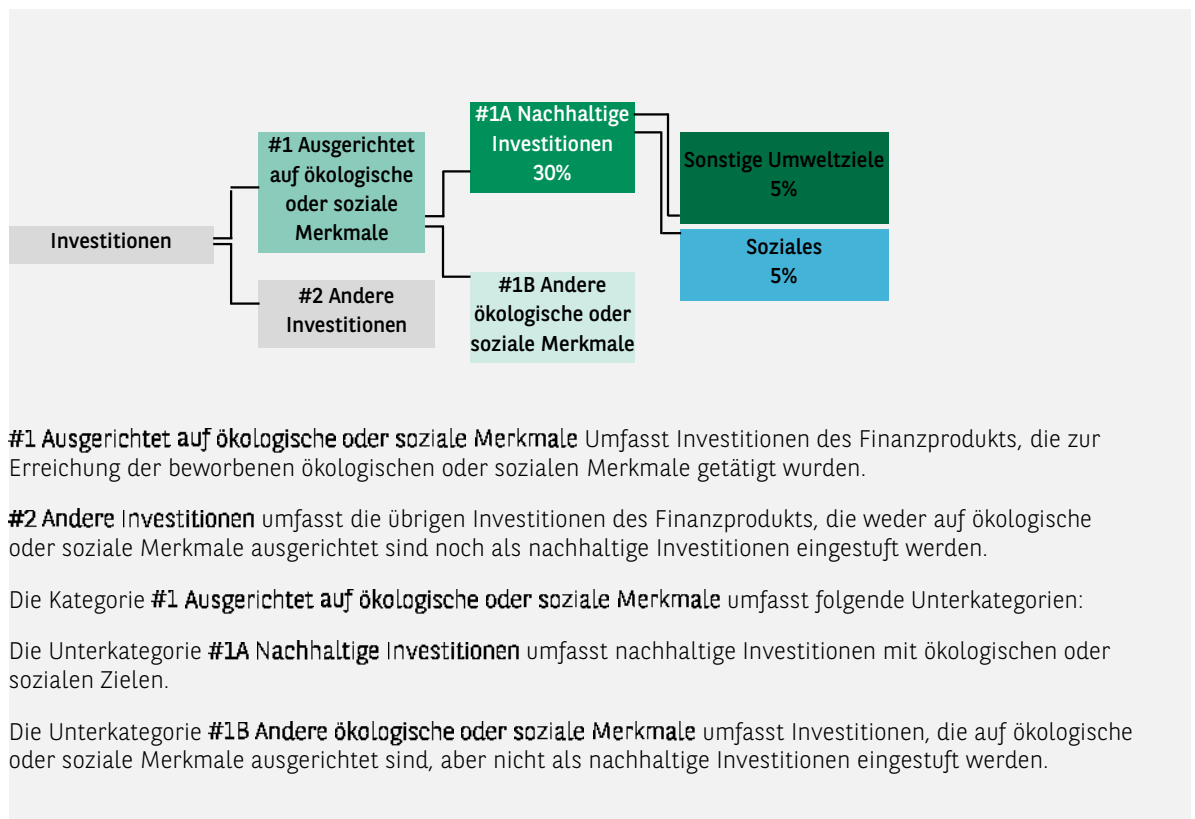 #1A Nachhaltige
Investitionen
30%
#1 Ausgerichtet
auf ökologische
oder soziale
Merkmale
Sonstige Umweltziele
5%
Investitionen
Soziales
5%
#2 Andere
Investitionen
#1B Andere
ökologische oder
soziale Merkmale
#1 Ausgerichtet auf ökologische oder soziale Merkmale Umfasst Investitionen des Finanzprodukts, die zur
Erreichung der beworbenen ökologischen oder sozialen Merkmale getätigt wurden.
#2 Andere Investitionen umfasst die übrigen Investitionen des Finanzprodukts, die weder auf ökologische
oder soziale Merkmale ausgerichtet sind noch als nachhaltige Investitionen eingestuft werden.
Die Kategorie #1 Ausgerichtet auf ökologische oder soziale Merkmale umfasst folgende Unterkategorien:
Die Unterkategorie #1A Nachhaltige Investitionen umfasst nachhaltige Investitionen mit ökologischen oder
sozialen Zielen.
Die Unterkategorie #1B Andere ökologische oder soziale Merkmale umfasst Investitionen, die auf ökologische
oder soziale Merkmale ausgerichtet sind, aber nicht als nachhaltige Investitionen eingestuft werden.